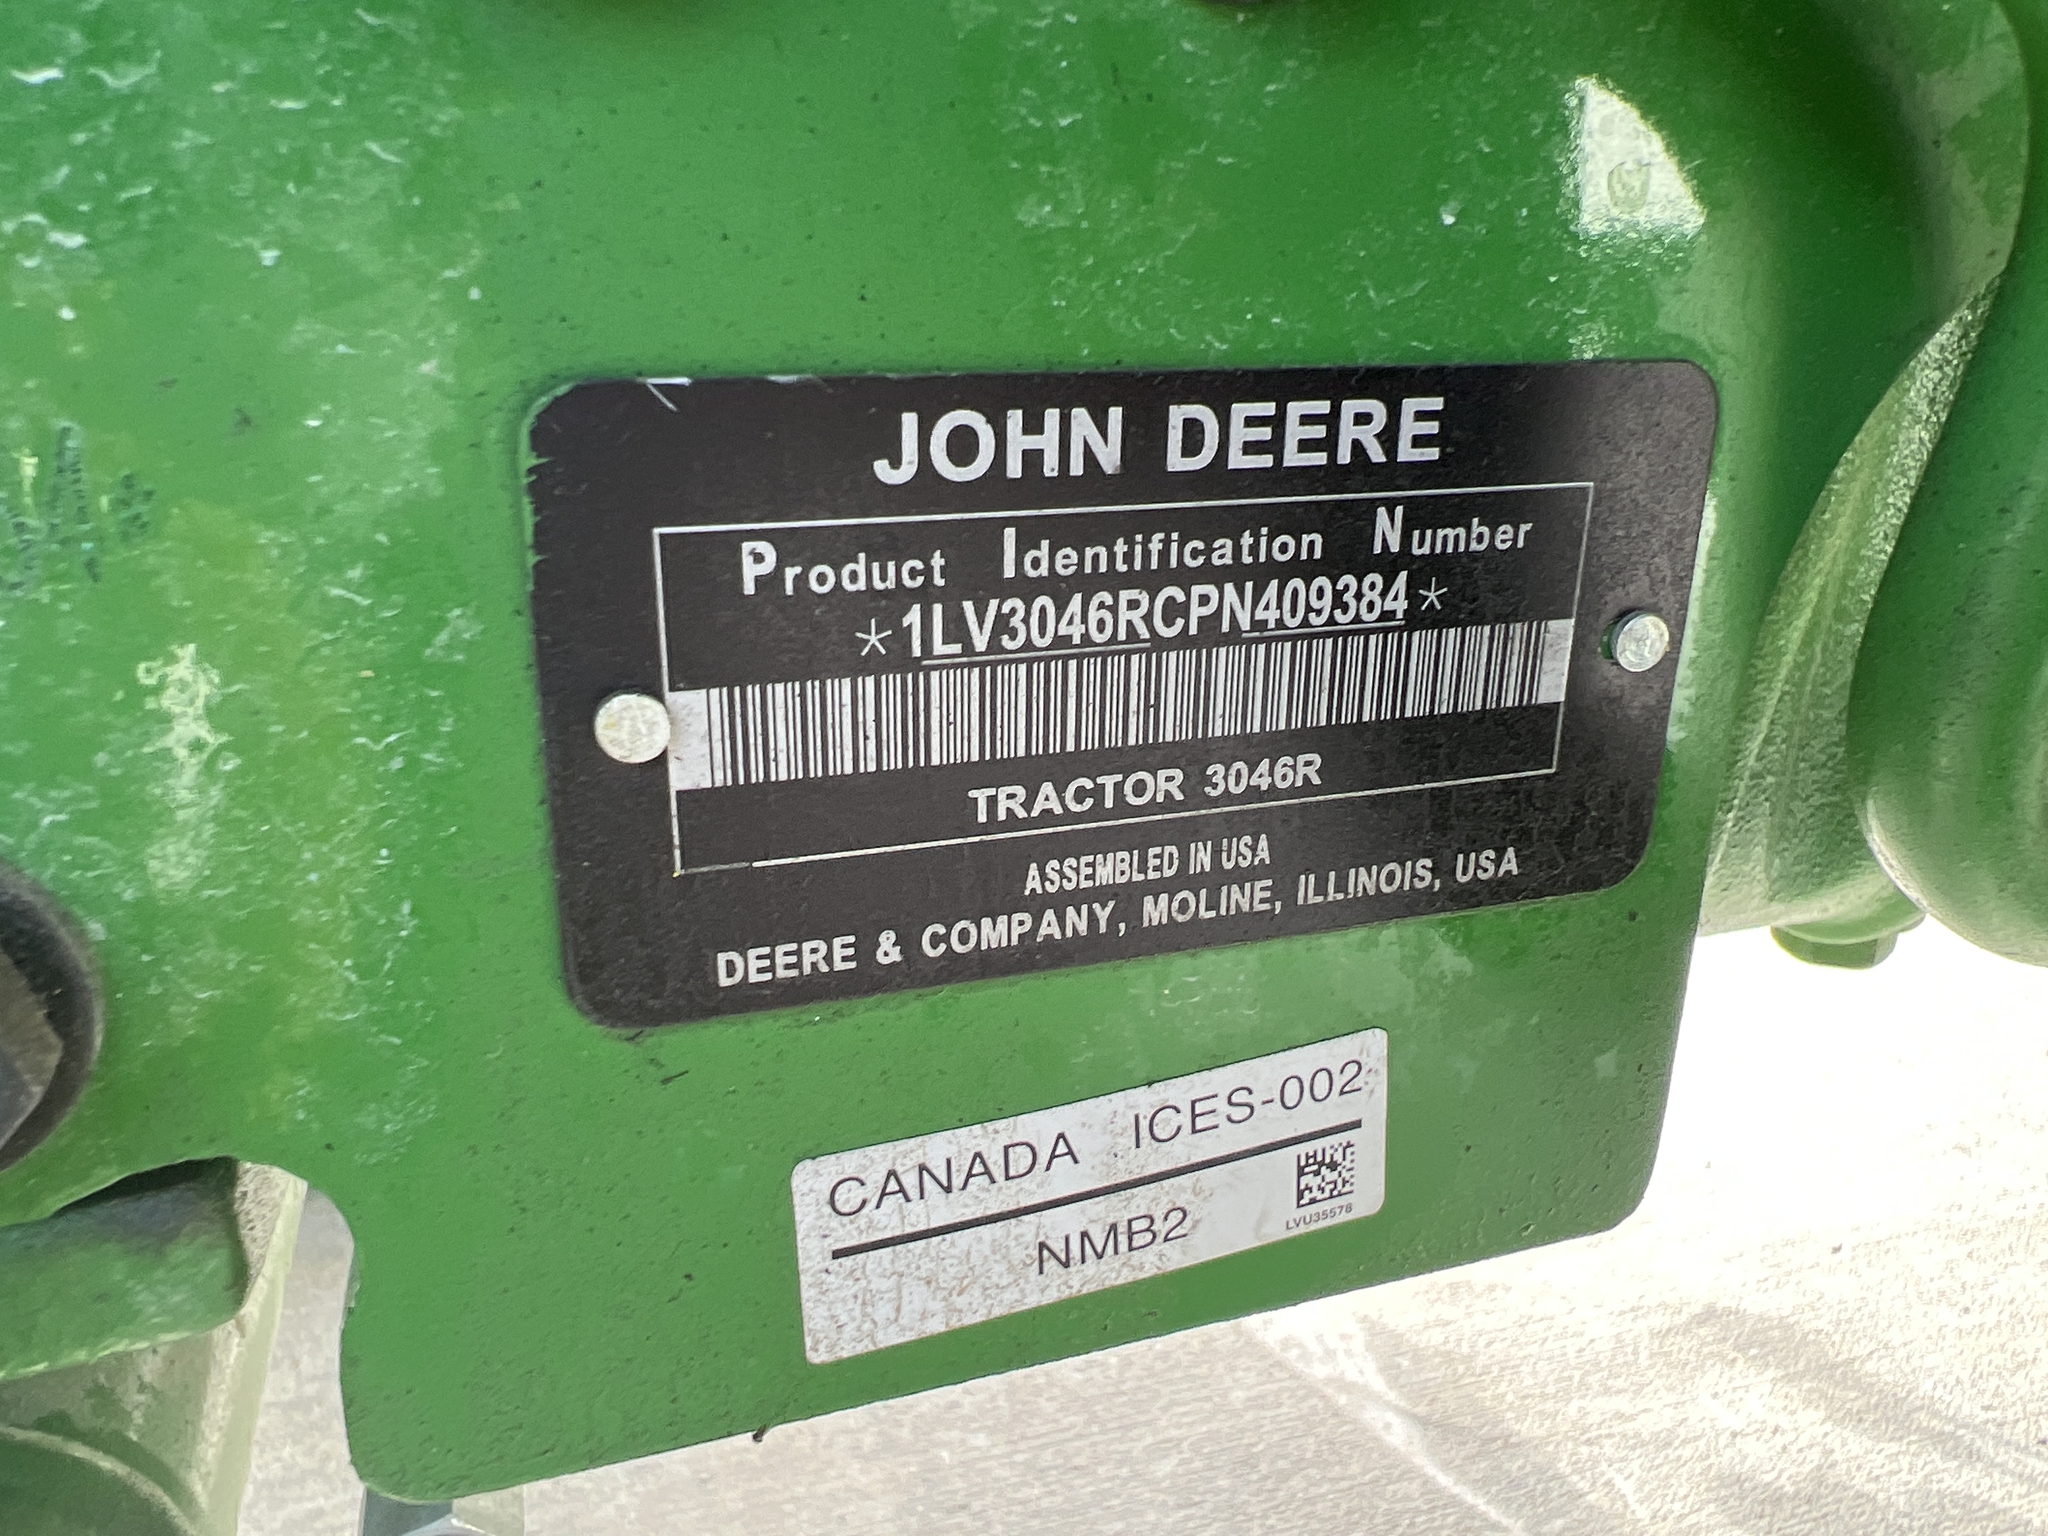 JOHN DEERE
Product Identification Number
*1LV3046RCPN409384*
TRACTOR 3046R
ASSEMBLED IN USA
DEERE & COMPANY, MOLINE, ILLINOIS, USA
CANADA ICES-002
NMB2
LVU35578